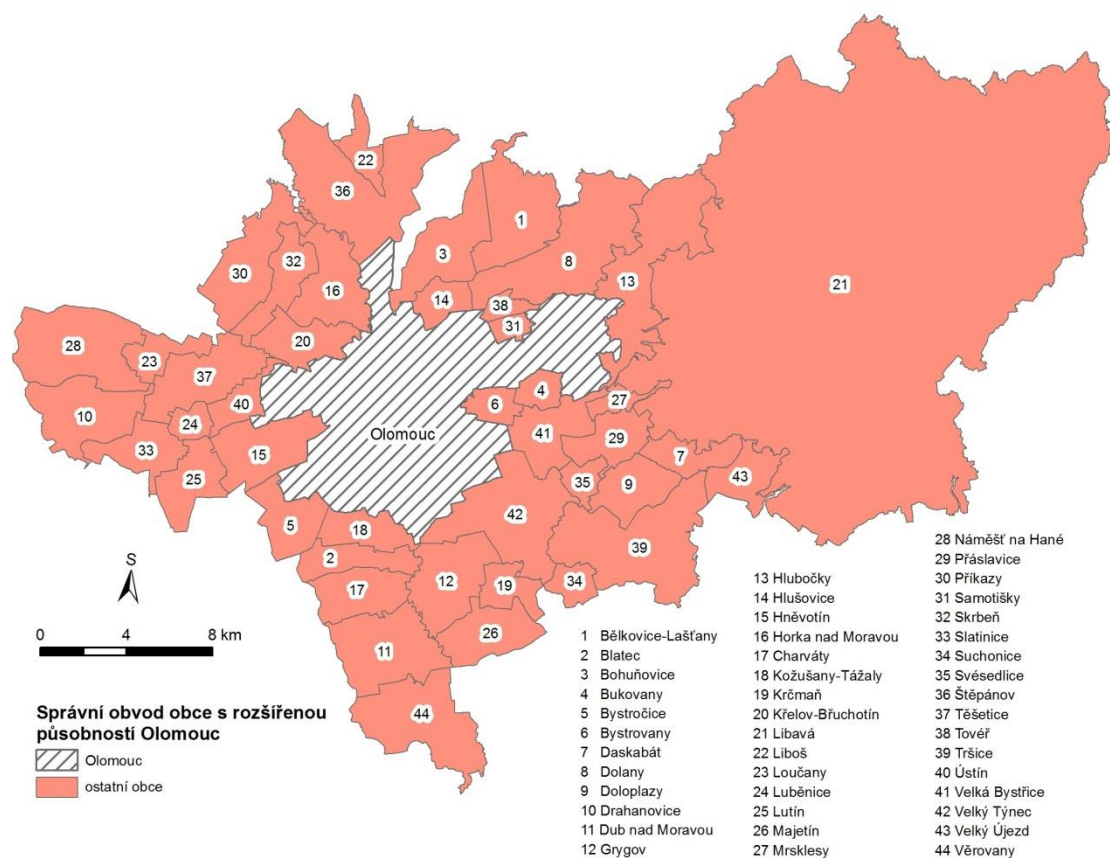 22
36
1
3
32
30
8
13
16
21
14
38
31
20
28
23
37
4
27
40
6
10
24
Olomouc
41
29
33
15
7
25
35
9
43
5
42
18
39
2
12
34
19
17
26
11
44
S
0 4 8 km
Správní obvod obce s rozšířenou
působností Olomouc
Olomouc
ostatní obce
1 Bělkovice-Lašťany
2 Blatec
3 Bohuňovice
4 Bukovany
5 Bystročice
6 Bystrovany
7 Daskabát
8 Dolany
9 Doloplazy
10 Drahanovice
11 Dub nad Moravou
12 Grygov
13 Hlubočky
14 Hlušovice
15 Hněvotín
16 Horka nad Moravou
17 Charváty
18 Kožušany-Tážaly
19 Krčmaň
20 Křelov-Břuchotín
21 Libavá
22 Liboš
23 Loučany
24 Luběnice
25 Lutín
26 Majetín
27 Mrsklesy
28 Náměšť na Hané
29 Přáslavice
30 Příkazy
31 Samotišky
32 Skrbeň
33 Slatinice
34 Suchonice
35 Svésedlice
36 Štěpánov
37 Těšetice
38 Tovéř
39 Tršice
40 Ústín
41 Velká Bystřice
42 Velký Týnec
43 Velký Újezd
44 Věrovany